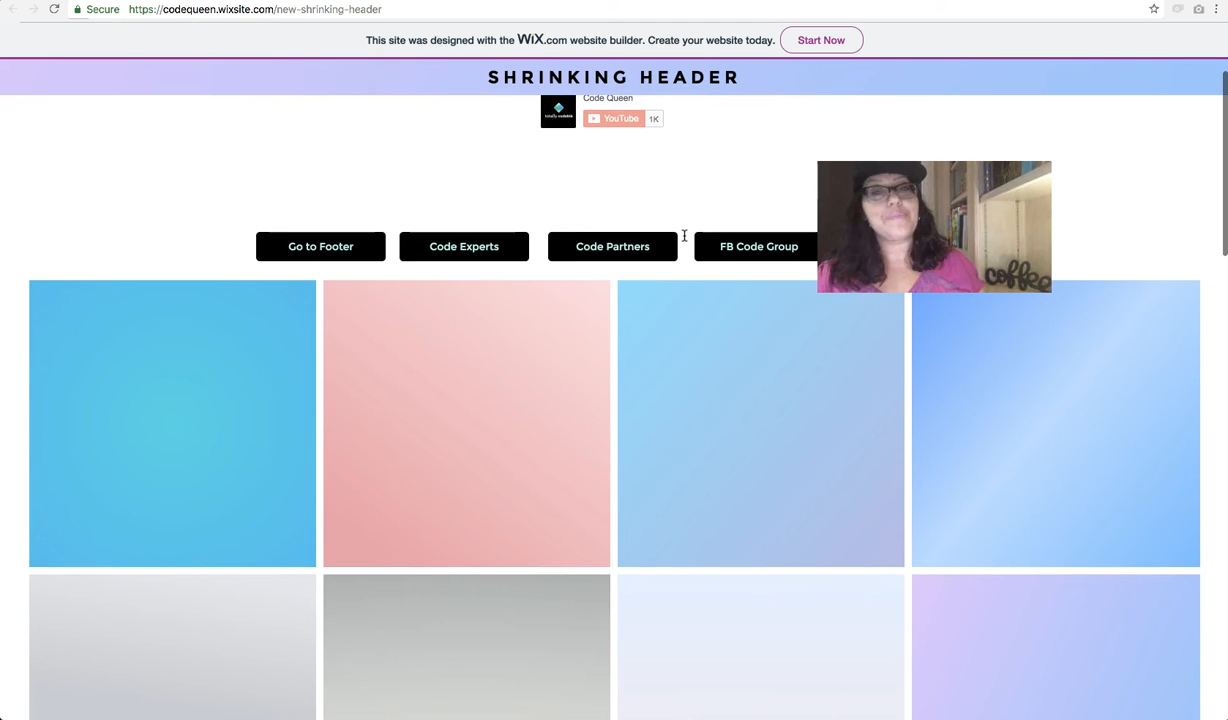 Secure https://codequeen.wixsite.com/new-shrinking-header
This site was designed with the WiX.com website builder. Create your website today. Start Now
SHRINKING HEADER
Code Queen
totally codable
YouTube 1K
Go to Footer Code Experts Code Partners FB Code Group
coffee